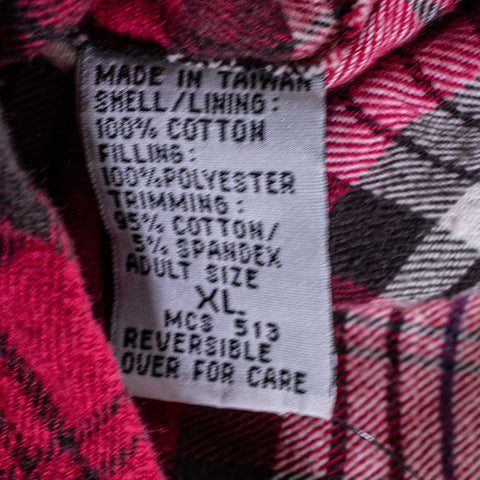 MADE IN TAIWAN
SHELL/LINING:
100% COTTON
FILLING:
100%POLYESTER
TRIMMING:
95% COTTON/
5% SPANDEX
ADULT SIZE
XL
MCS 513
REVERSIBLE
OVER FOR CARE